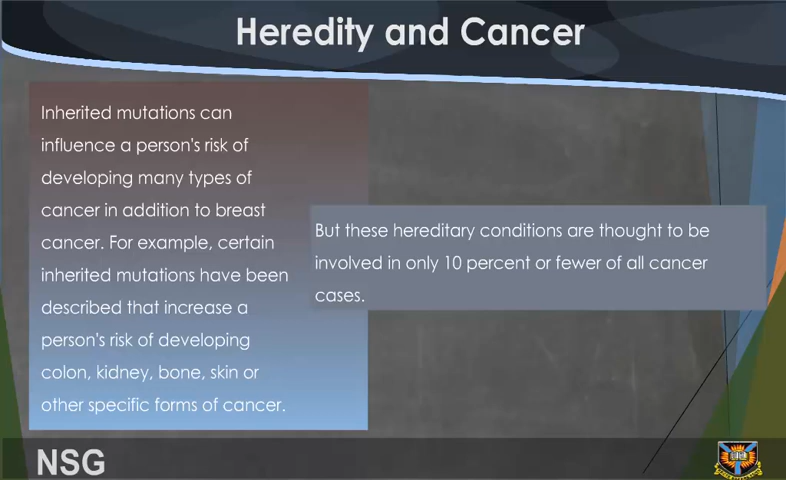 Heredity and Cancer
Inherited mutations can
influence a person's risk of
developing many types of
cancer in addition to breast
cancer. For example, certain
inherited mutations have been
described that increase a
person's risk of developing
colon, kidney, bone, skin or
other specific forms of cancer.
But these hereditary conditions are thought to be
involved in only 10 percent or fewer of all cancer
cases.
NSG